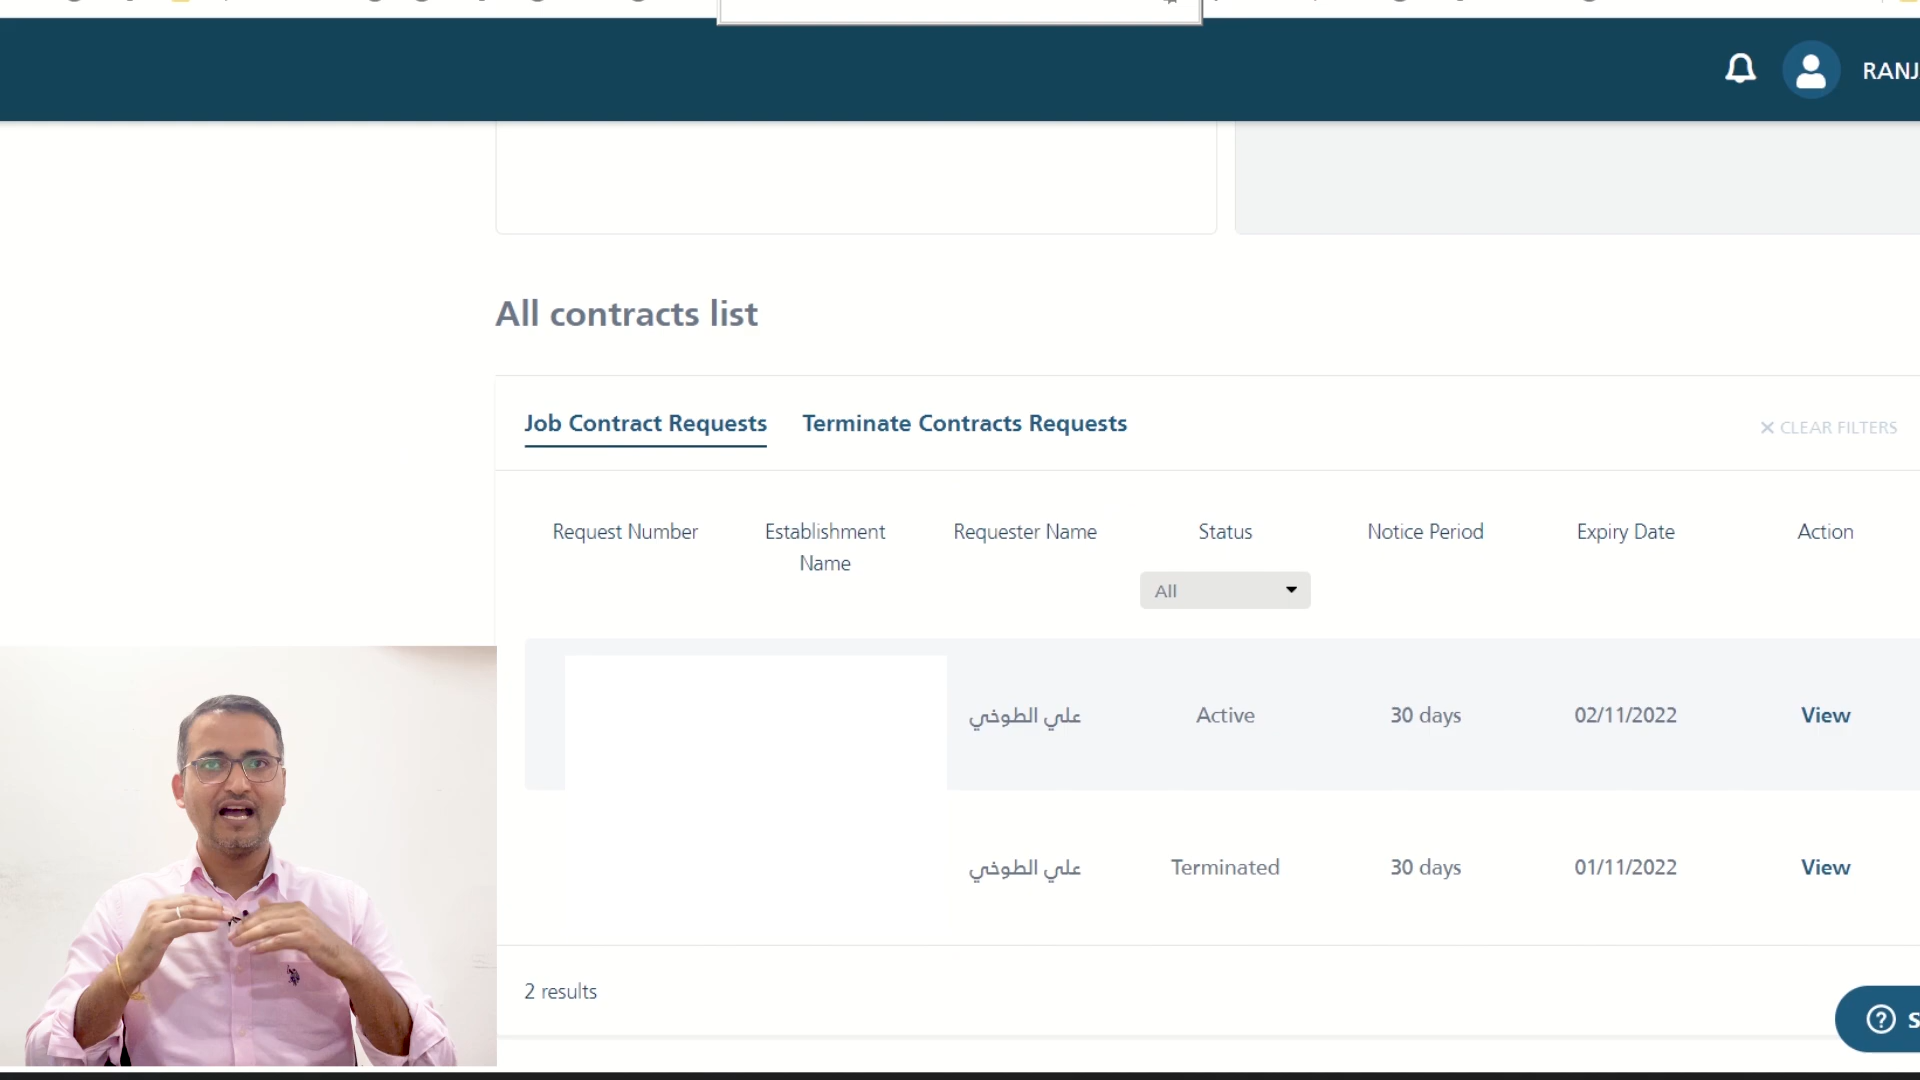 RANJ
All contracts list
Job Contract Requests Terminate Contracts Requests
CLEAR FILTERS
Request Number Establishment Name Requester Name Status Notice Period Expiry Date Action
All
علي الطوخي Active 30 days 02/11/2022 View
علي الطوخي Terminated 30 days 01/11/2022 View
2 results